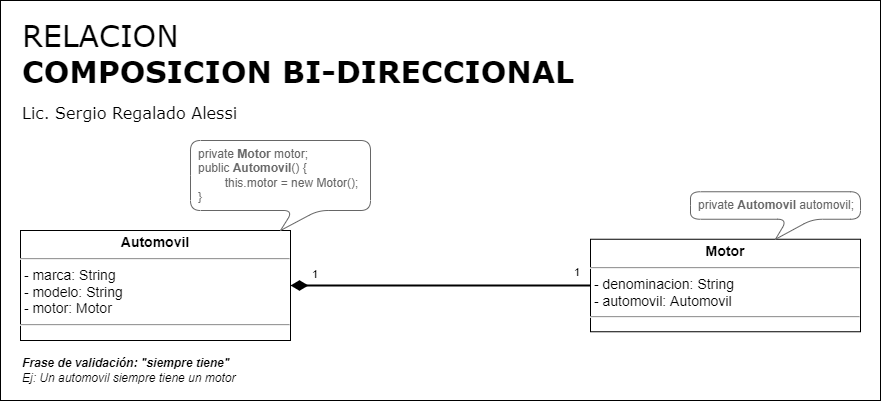 RELACION
COMPOSICION BI-DIRECCIONAL
Lic. Sergio Regalado Alessi
private Motor motor;
public Automovil() {
this.motor = new Motor();
}
private Automovil automovil;
Automovil
- marca: String
- modelo: String
- motor: Motor
1
1
Motor
- denominacion: String
- automovil: Automovil
Frase de validación: "siempre tiene"
Ej: Un automovil siempre tiene un motor